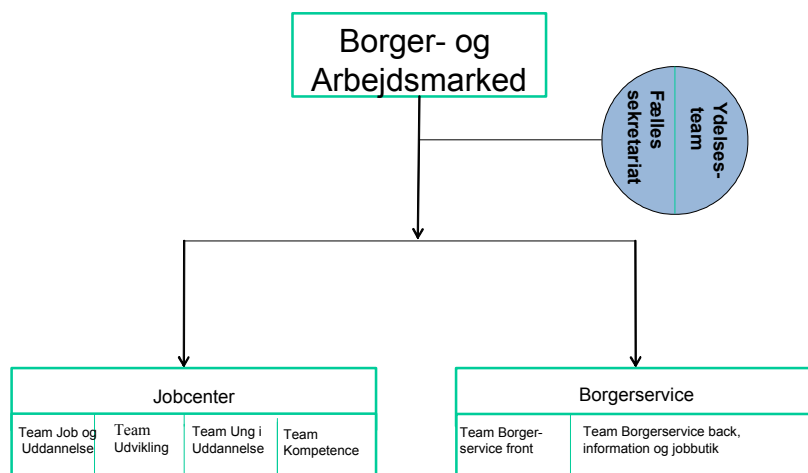 Borger- og
Arbejdsmarked
Ydelses-
team
Fælles
sekretariat
Jobcenter
Team Job og
Uddannelse
Team
Udvikling
Team Ung i
Uddannelse
Team
Kompetence
Borgerservice
Team Borger-
service front
Team Borgerservice back,
information og jobbutik